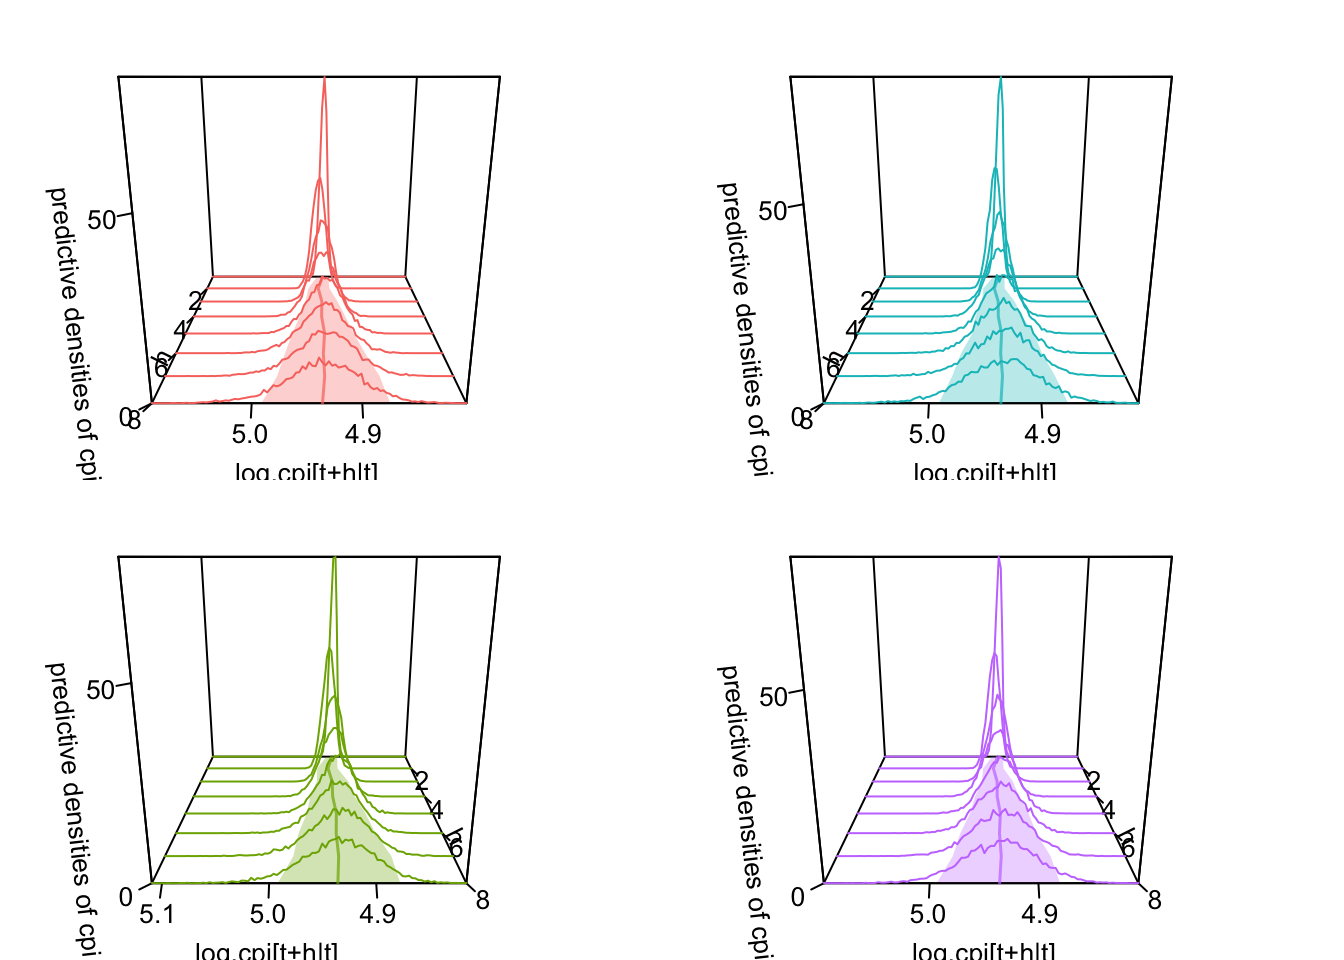 predictive densities of cpi
50
0
2
4
6
h
8
5.0
4.9
log.cpi[t+h|t]
predictive densities of cpi
50
0
2
4
6
h
8
5.0
4.9
log.cpi[t+h|t]
predictive densities of cpi
50
0
2
4
6
h
8
5.1
5.0
4.9
log.cpi[t+h|t]
predictive densities of cpi
50
0
2
4
6
h
8
5.0
4.9
log.cpi[t+h|t]